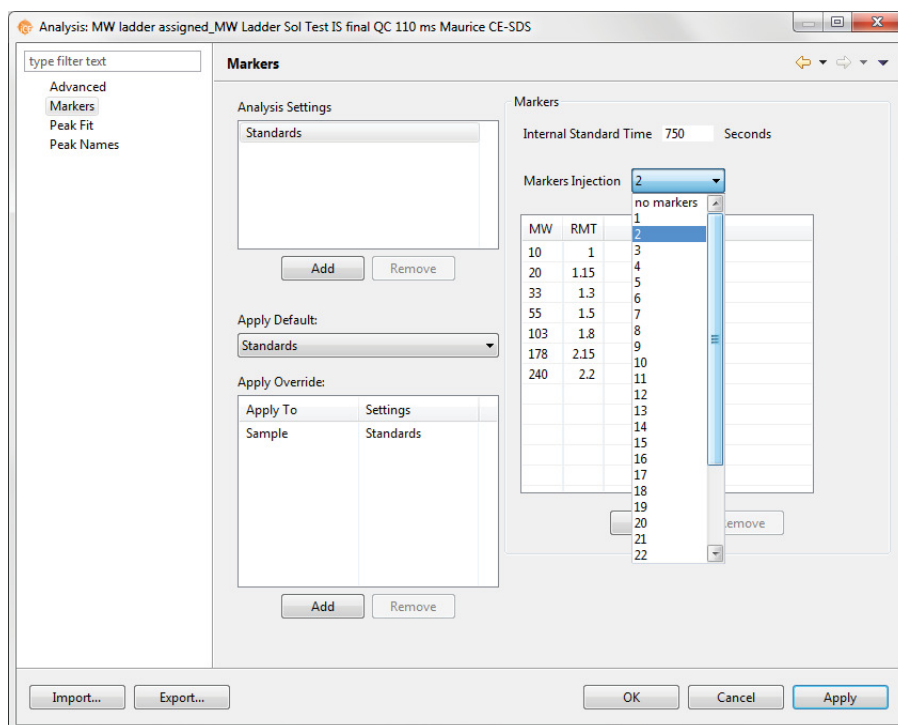 Analysis: MW ladder assigned_MW Ladder Sol Test IS final QC 110 ms Maurice CE-SDS
type filter text
Advanced
Markers
Peak Fit
Peak Names
Markers
Analysis Settings
Standards
Add Remove
Apply Default:
Standards
Apply Override:
Apply To Settings
Sample Standards
Add Remove
Markers
Internal Standard Time 750 Seconds
Markers Injection 2
no markers
1
2
3
4
5
6
7
8
9
10
11
12
13
14
15
16
17
18
19
20
21
22
MW RMT
10 1
20 1.15
33 1.3
55 1.5
103 1.8
178 2.15
240 2.2
emove
Import... Export... OK Cancel Apply